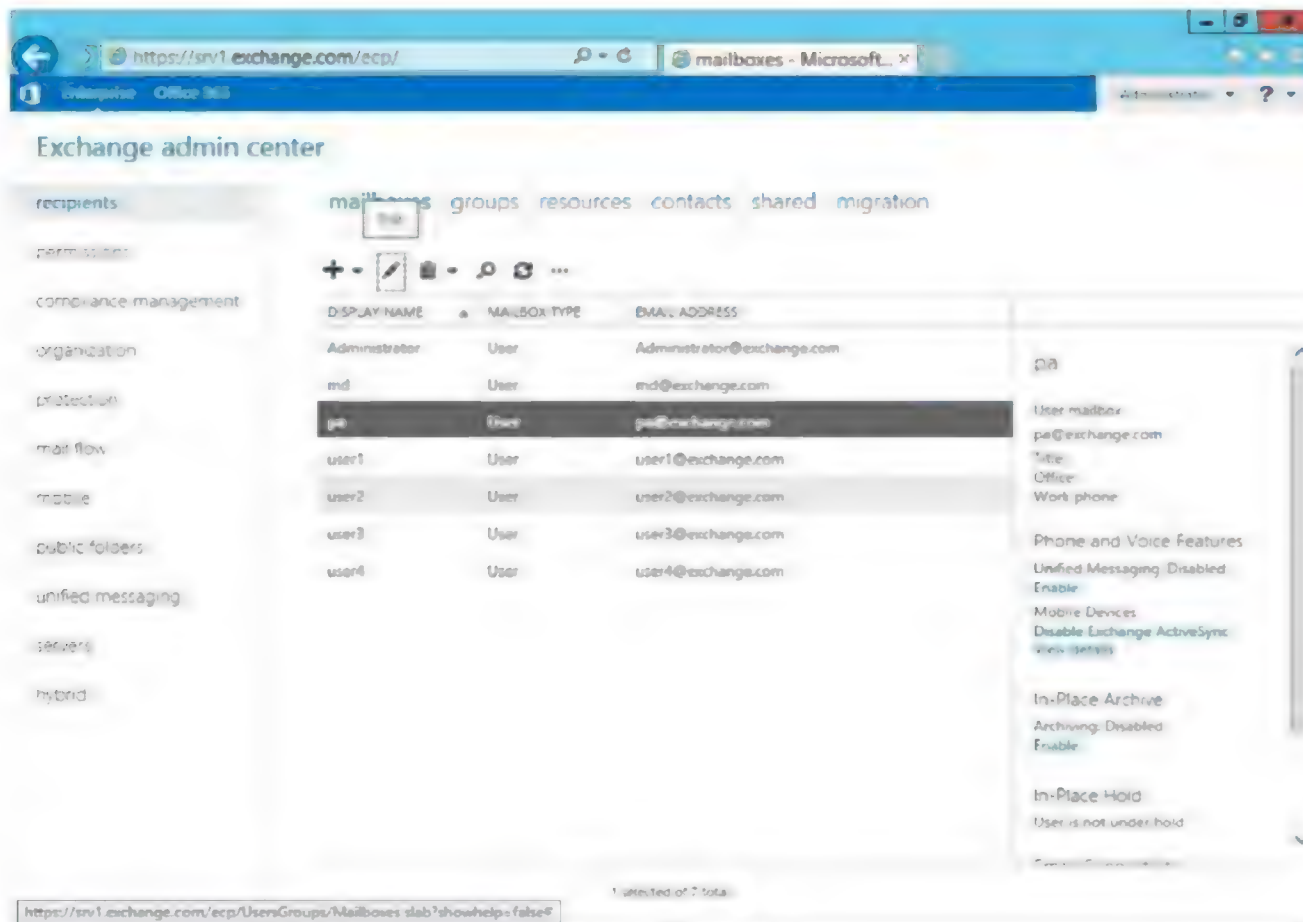 https://srv1.exchange.com/ecp/
mailboxes - Microsoft...
Enterprise Office 365
Administrator ?
Exchange admin center
recipients
permissions
compliance management
organization
protection
mail flow
mobile
public folders
unified messaging
servers
hybrid
mailboxes groups resources contacts shared migration
DISPLAY NAME MAILBOX TYPE EMAIL ADDRESS
Administrator User Administrator@exchange.com
md User md@exchange.com
pa User pa@exchange.com
user1 User user1@exchange.com
user2 User user2@exchange.com
user3 User user3@exchange.com
user4 User user4@exchange.com
pa
User mailbox
pa@exchange.com
Title
Office
Work phone
Phone and Voice Features
Unified Messaging: Disabled
Enable
Mobile Devices
Disable Exchange ActiveSync
View details
In-Place Archive
Archiving: Disabled
Enable
In-Place Hold
User is not under hold
1 selected of 7 total
https://srv1.exchange.com/ecp/UsersGroups/Mailboxes.slab?showhelp=false#